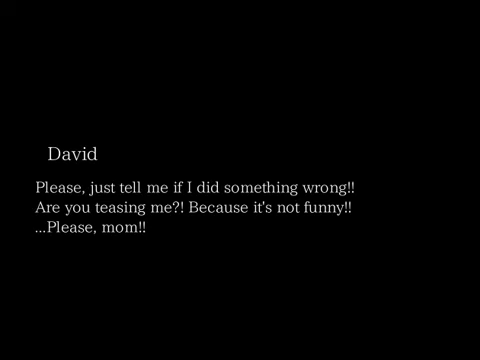 David
Please, just tell me if I did something wrong!!
Are you teasing me?! Because it's not funny!!
...Please, mom!!